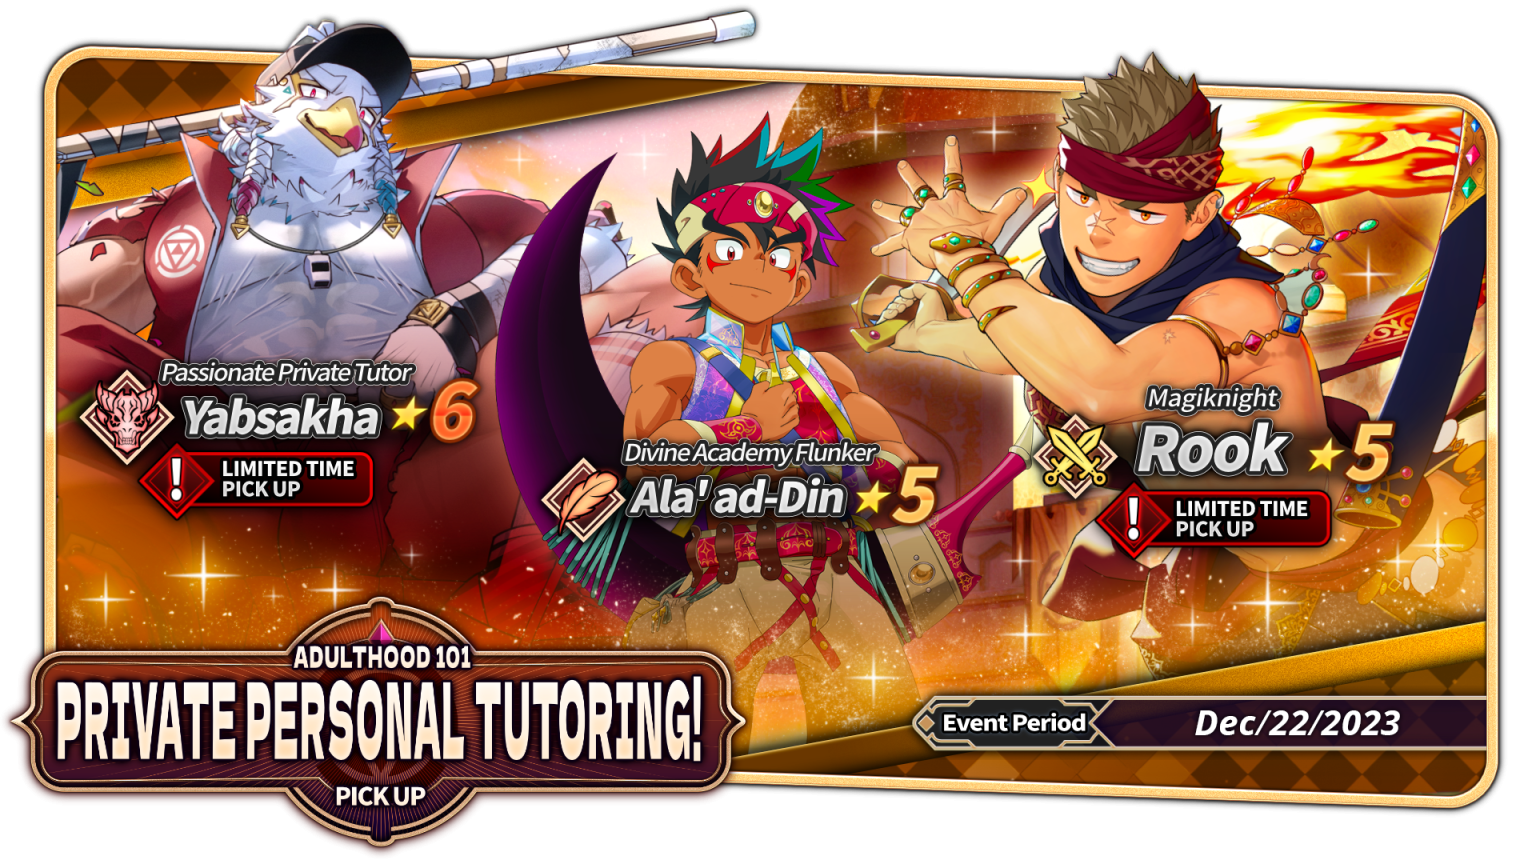 Passionate Private Tutor
Yabsakha ★6
! LIMITED TIME
PICK UP
Divine Academy Flunker
Ala' ad-Din ★5
Magiknight
Rook ★5
! LIMITED TIME
PICK UP
ADULTHOOD 101
PRIVATE PERSONAL TUTORING!
PICK UP
Event Period
Dec/22/2023